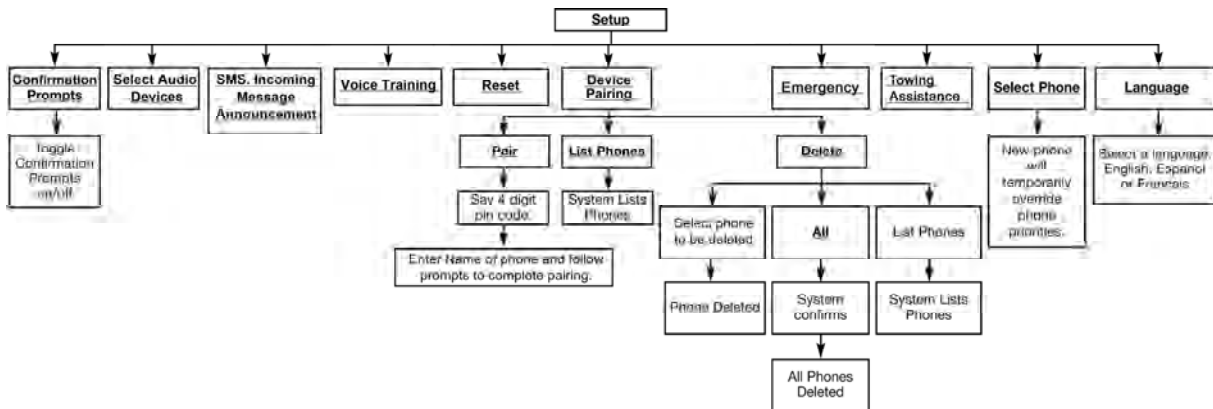 Setup
Confirmation
Prompts
Select Audio
Devices
SMS. Incoming
Message
Announcement
Voice Training
Reset
Device
Pairing
Emergency
Towing
Assistance
Select Phone
Language
Toggle
Confirmation
Prompts
on/off
Pair
List Phones
Delete
New phone
will
temporarily
override
phone
priorities.
Select a language:
English, Espanol
or Francais
Say 4 digit
pin code.
System Lists
Phones
Select phone
to be deleted
All
List Phones
Enter Name of phone and follow
prompts to complete pairing.
Phone Deleted
System
confirms
System Lists
Phones
All Phones
Deleted